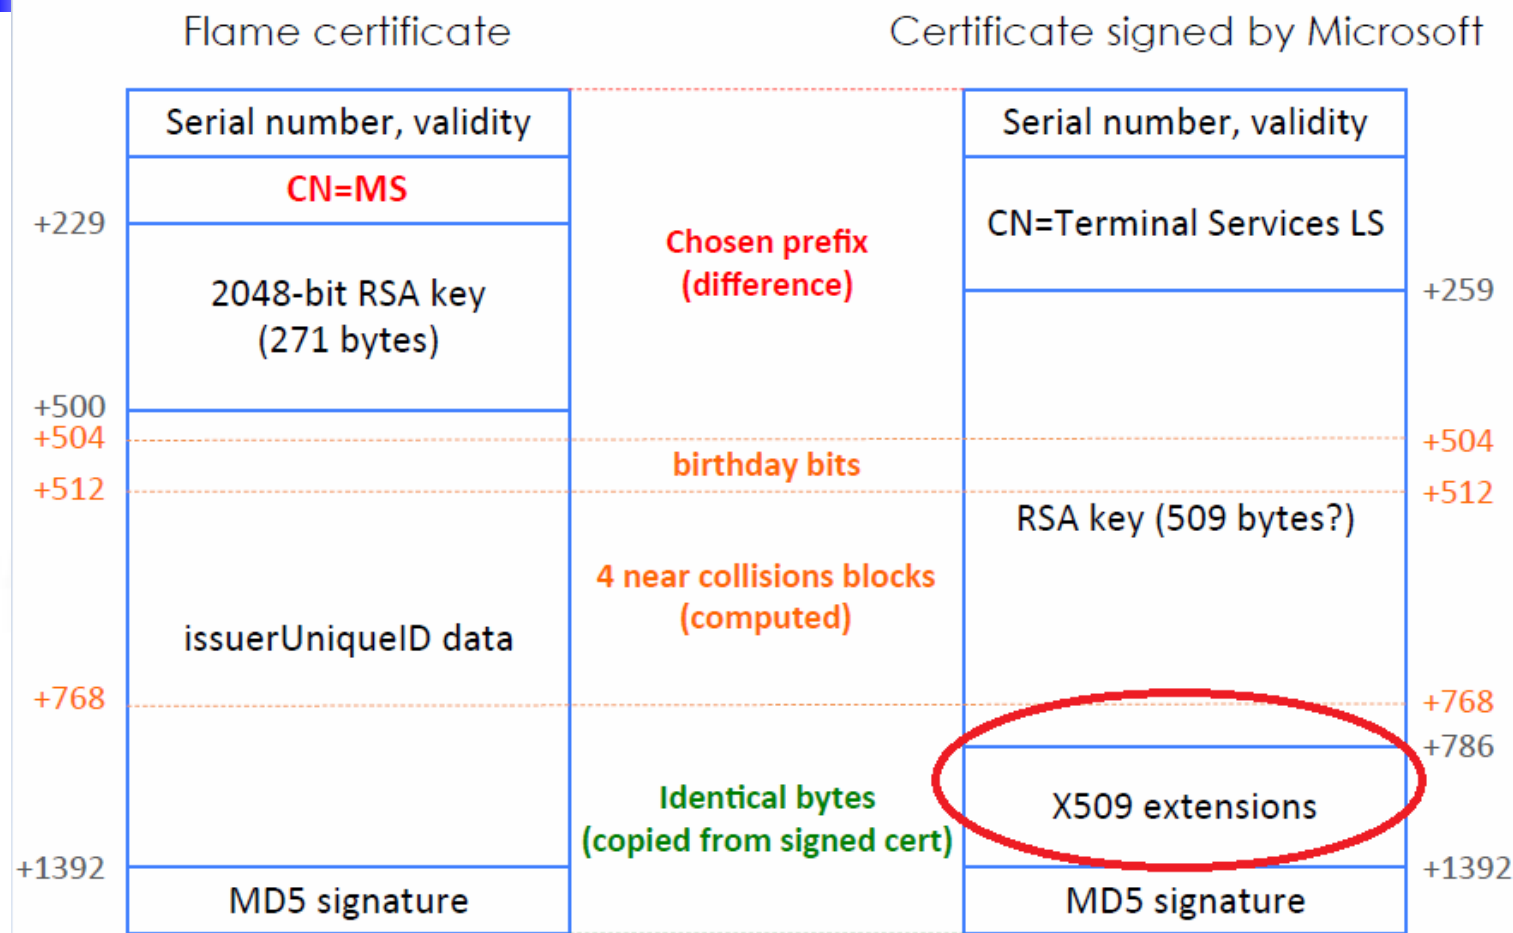 Flame certificate
Certificate signed by Microsoft
Serial number, validity
Serial number, validity
CN=MS
CN=Terminal Services LS
+229
Chosen prefix
(difference)
2048-bit RSA key
(271 bytes)
+259
+500
+504
+504
birthday bits
+512
+512
RSA key (509 bytes?)
4 near collisions blocks
(computed)
issuerUniqueID data
+768
+768
+786
Identical bytes
(copied from signed cert)
X509 extensions
+1392
+1392
MD5 signature
MD5 signature